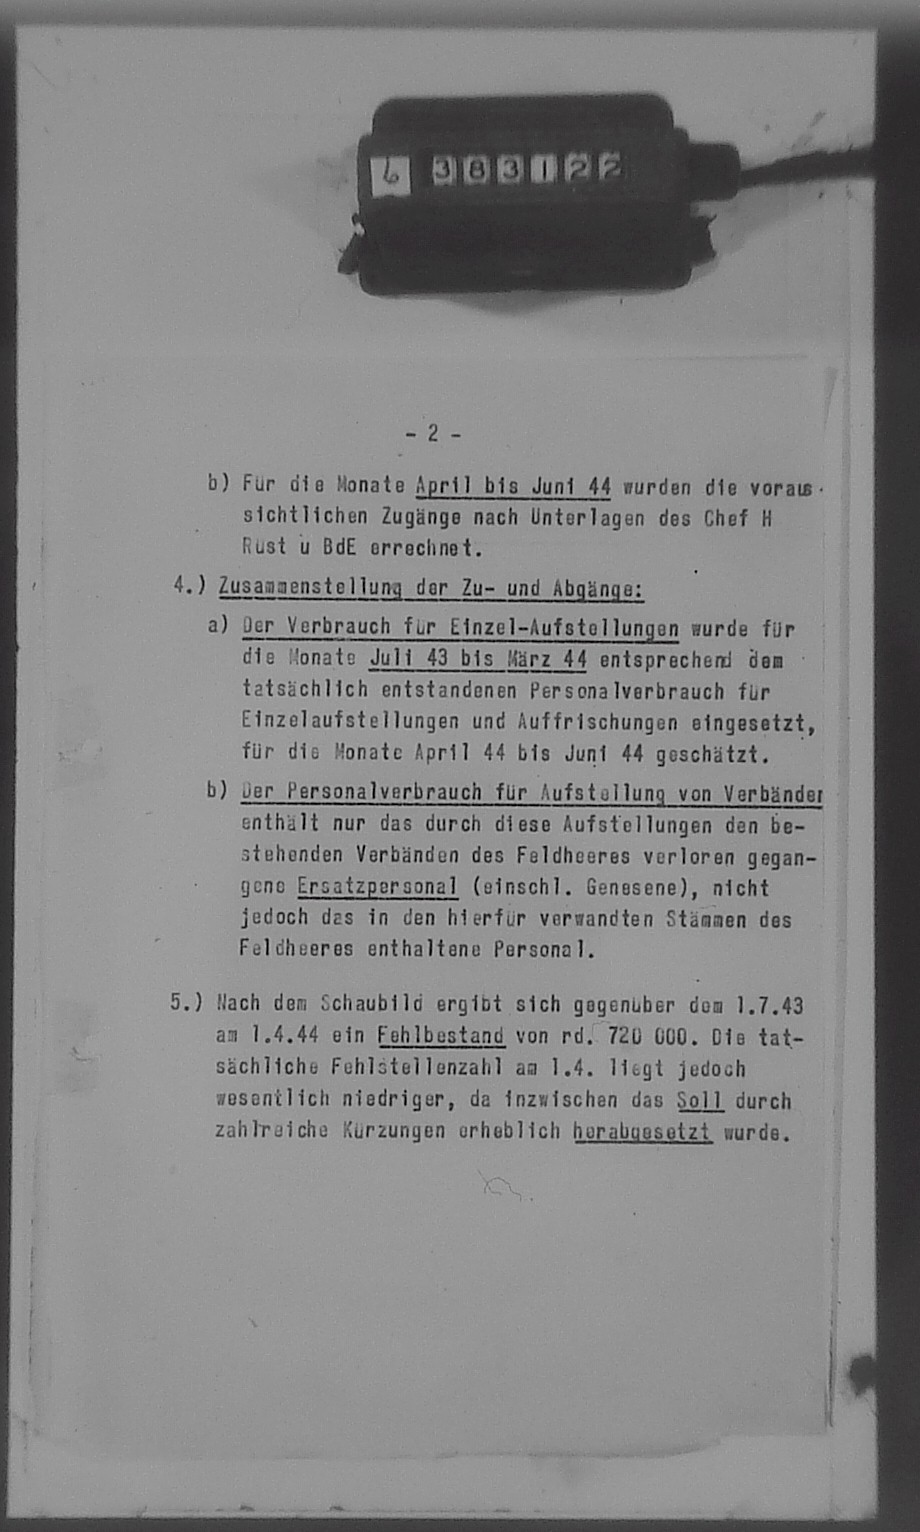 6 383122
- 2 -
b) Für die Monate April bis Juni 44 wurden die voraus-
sichtlichen Zugänge nach Unterlagen des Chef H
Rüst u BdE errechnet.
4.) Zusammenstellung der Zu- und Abgänge:
a) Der Verbrauch für Einzel-Aufstellungen wurde für
die Monate Juli 43 bis März 44 entsprechend dem
tatsächlich entstandenen Personalverbrauch für
Einzelaufstellungen und Auffrischungen eingesetzt,
für die Monate April 44 bis Juni 44 geschätzt.
b) Der Personalverbrauch für Aufstellung von Verbänden
enthält nur das durch diese Aufstellungen den be-
stehenden Verbänden des Feldheeres verloren gegan-
gene Ersatzpersonal (einschl. Genesene), nicht
jedoch das in den hierfür verwandten Stämmen des
Feldheeres enthaltene Personal.
5.) Nach dem Schaubild ergibt sich gegenüber dem 1.7.43
am 1.4.44 ein Fehlbestand von rd. 720 000. Die tat-
sächliche Fehlstellenzahl am 1.4. liegt jedoch
wesentlich niedriger, da inzwischen das Soll durch
zahlreiche Kürzungen erheblich herabgesetzt wurde.